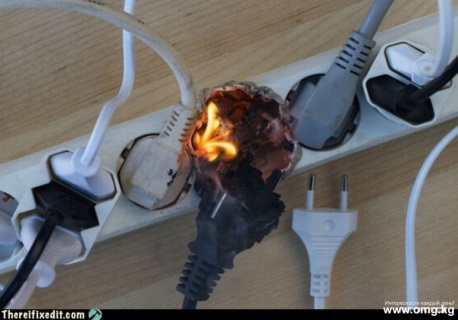 Интересности каждый день!
Thereifixedit.com
www.omg.kg